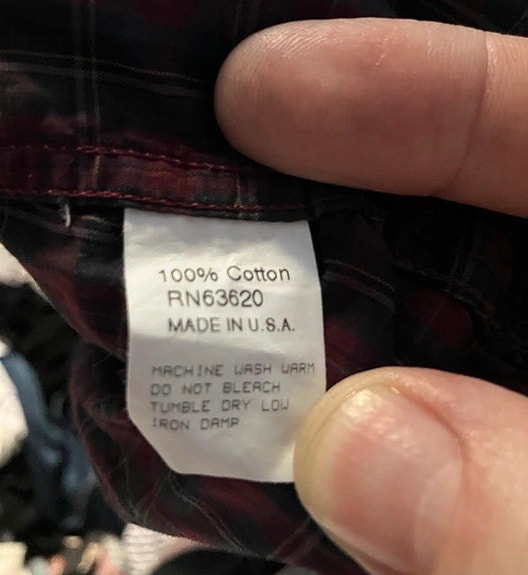 100% Cotton
RN63620
MADE IN U.S.A.
MACHINE WASH WARM
DO NOT BLEACH
TUMBLE DRY LOW
IRON DAMP